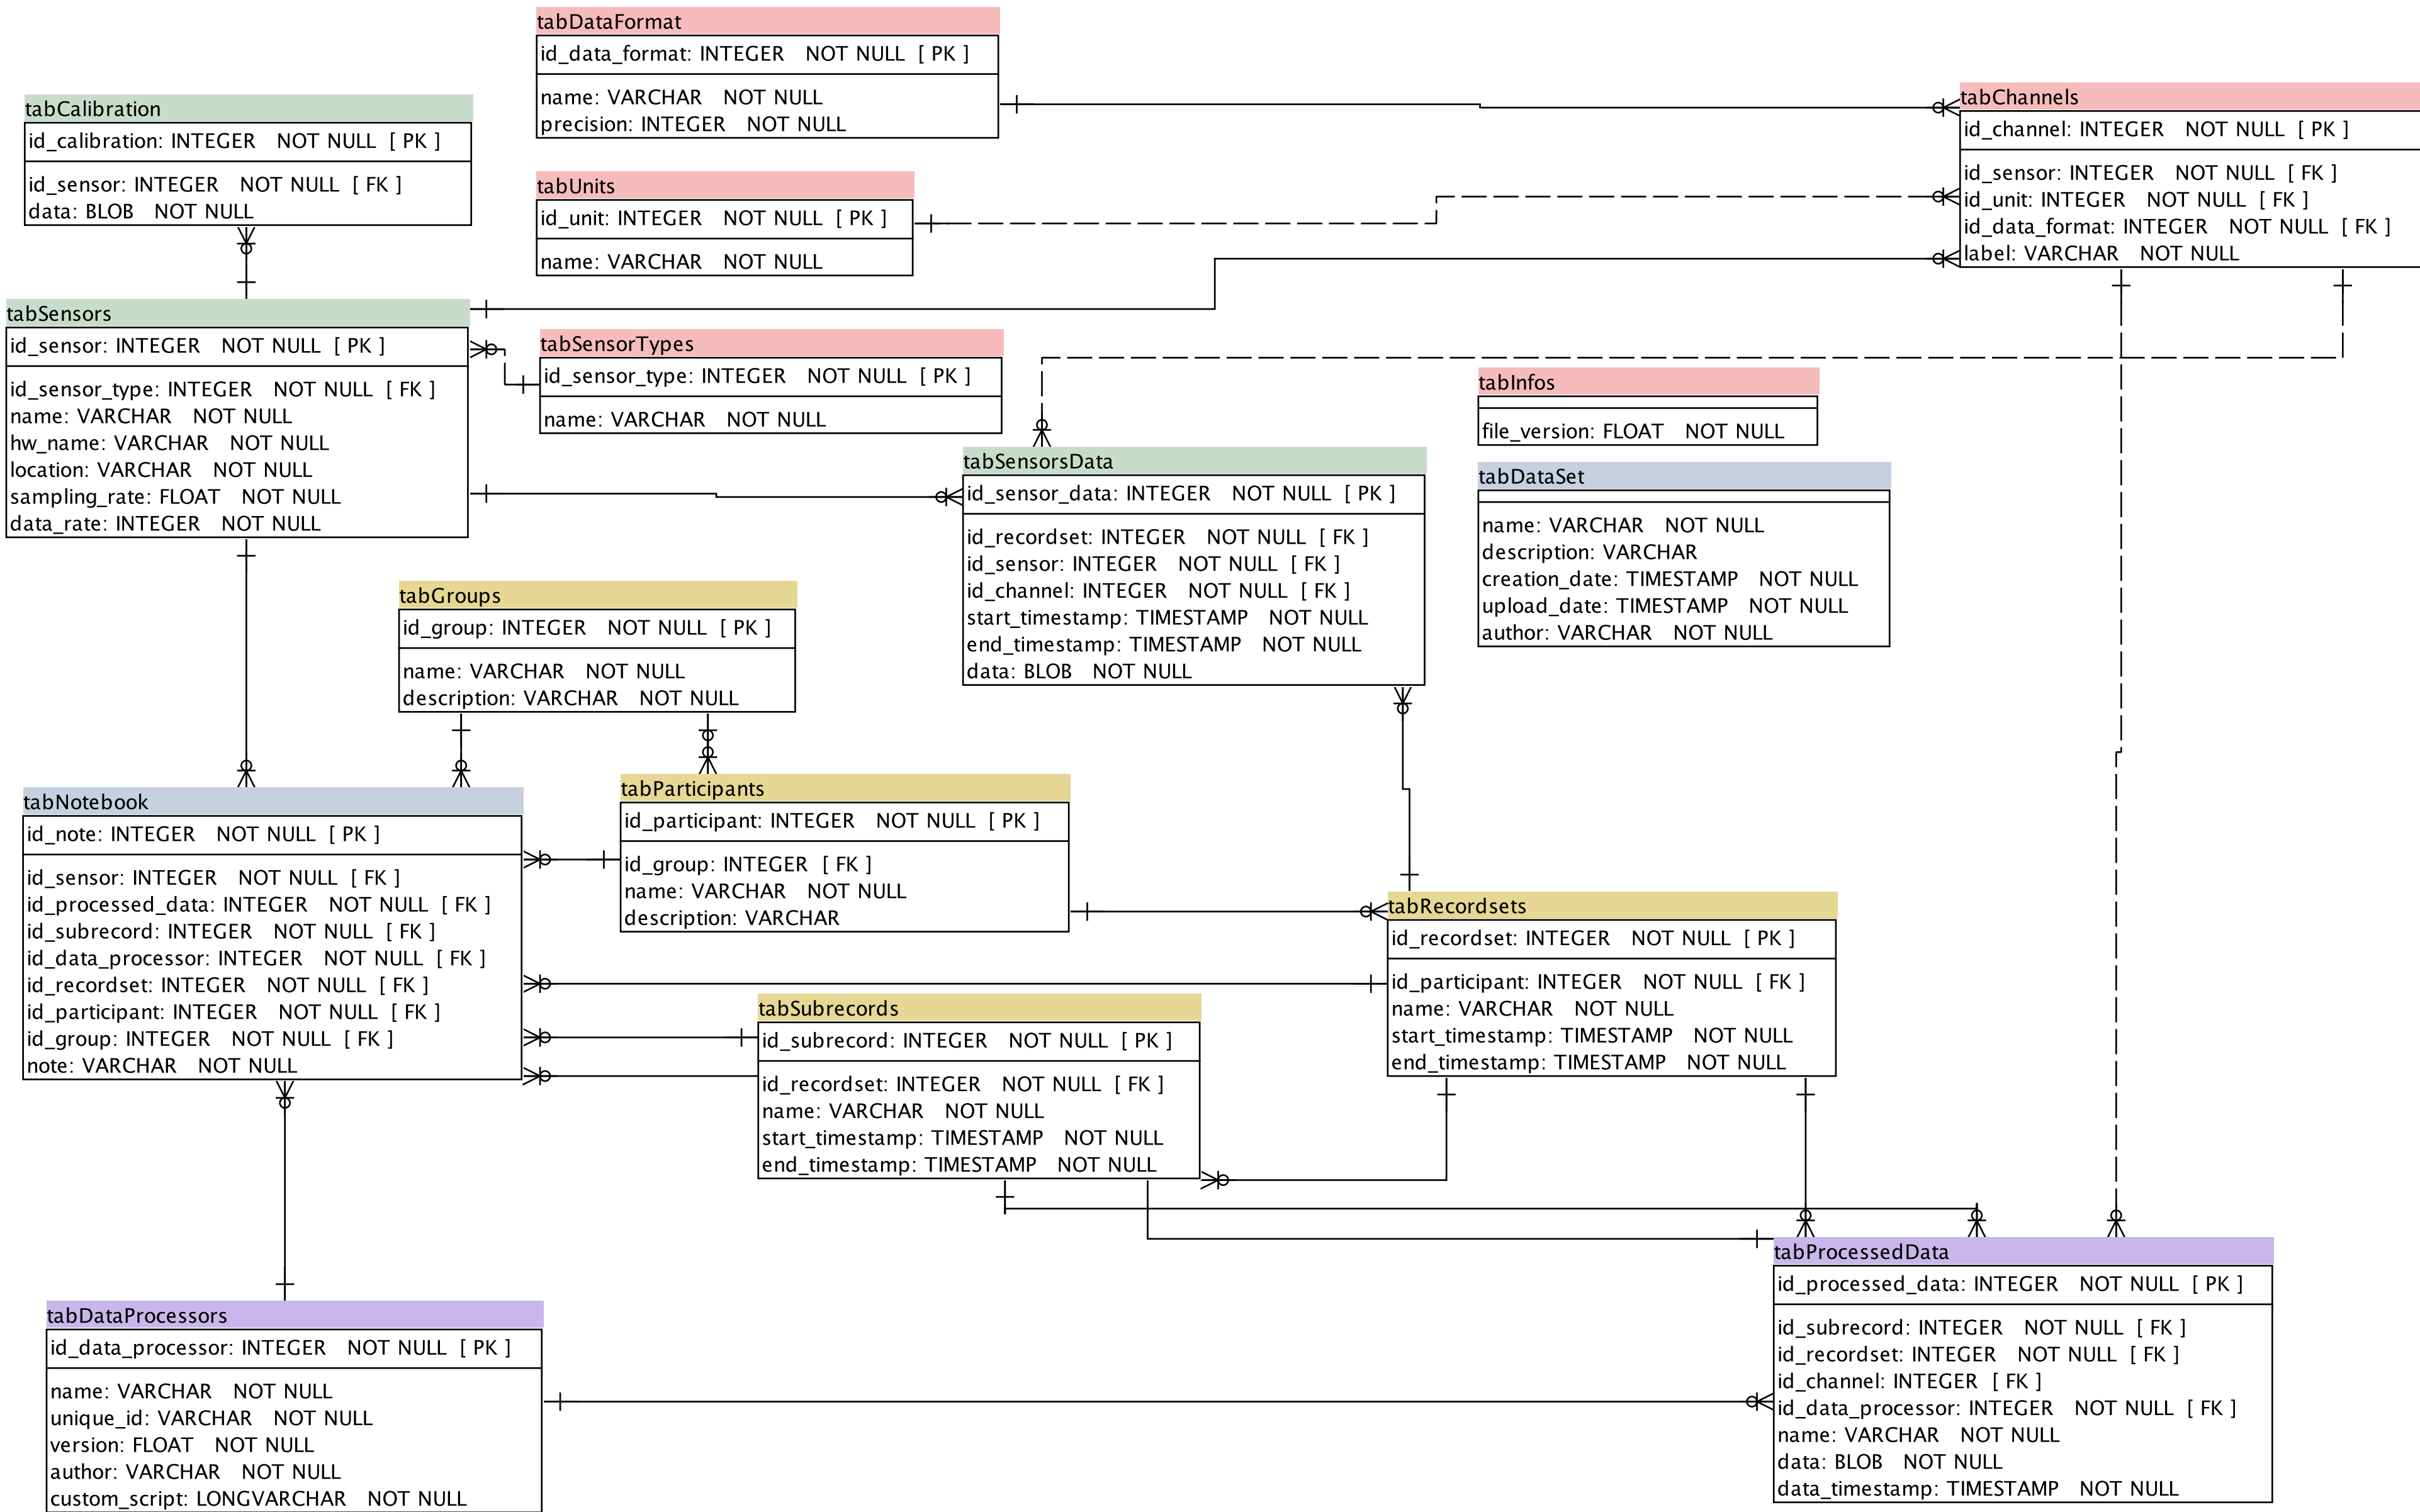 tabDataFormat
id_data_format: INTEGER NOT NULL [ PK ]
name: VARCHAR NOT NULL
precision: INTEGER NOT NULL
tabChannels
id_channel: INTEGER NOT NULL [ PK ]
id_sensor: INTEGER NOT NULL [ FK ]
id_unit: INTEGER NOT NULL [ FK ]
id_data_format: INTEGER NOT NULL [ FK ]
label: VARCHAR NOT NULL
tabCalibration
id_calibration: INTEGER NOT NULL [ PK ]
id_sensor: INTEGER NOT NULL [ FK ]
data: BLOB NOT NULL
tabUnits
id_unit: INTEGER NOT NULL [ PK ]
name: VARCHAR NOT NULL
tabSensors
id_sensor: INTEGER NOT NULL [ PK ]
id_sensor_type: INTEGER NOT NULL [ FK ]
name: VARCHAR NOT NULL
hw_name: VARCHAR NOT NULL
location: VARCHAR NOT NULL
sampling_rate: FLOAT NOT NULL
data_rate: INTEGER NOT NULL
tabSensorTypes
id_sensor_type: INTEGER NOT NULL [ PK ]
name: VARCHAR NOT NULL
tabInfos
file_version: FLOAT NOT NULL
tabSensorsData
id_sensor_data: INTEGER NOT NULL [ PK ]
id_recordset: INTEGER NOT NULL [ FK ]
id_sensor: INTEGER NOT NULL [ FK ]
id_channel: INTEGER NOT NULL [ FK ]
start_timestamp: TIMESTAMP NOT NULL
end_timestamp: TIMESTAMP NOT NULL
data: BLOB NOT NULL
tabDataSet
name: VARCHAR NOT NULL
description: VARCHAR
creation_date: TIMESTAMP NOT NULL
upload_date: TIMESTAMP NOT NULL
author: VARCHAR NOT NULL
tabGroups
id_group: INTEGER NOT NULL [ PK ]
name: VARCHAR NOT NULL
description: VARCHAR NOT NULL
tabNotebook
id_note: INTEGER NOT NULL [ PK ]
id_sensor: INTEGER NOT NULL [ FK ]
id_processed_data: INTEGER NOT NULL [ FK ]
id_subrecord: INTEGER NOT NULL [ FK ]
id_data_processor: INTEGER NOT NULL [ FK ]
id_recordset: INTEGER NOT NULL [ FK ]
id_participant: INTEGER NOT NULL [ FK ]
id_group: INTEGER NOT NULL [ FK ]
note: VARCHAR NOT NULL
tabParticipants
id_participant: INTEGER NOT NULL [ PK ]
id_group: INTEGER [ FK ]
name: VARCHAR NOT NULL
description: VARCHAR
tabRecordsets
id_recordset: INTEGER NOT NULL [ PK ]
id_participant: INTEGER NOT NULL [ FK ]
name: VARCHAR NOT NULL
start_timestamp: TIMESTAMP NOT NULL
end_timestamp: TIMESTAMP NOT NULL
tabSubrecords
id_subrecord: INTEGER NOT NULL [ PK ]
id_recordset: INTEGER NOT NULL [ FK ]
name: VARCHAR NOT NULL
start_timestamp: TIMESTAMP NOT NULL
end_timestamp: TIMESTAMP NOT NULL
tabProcessedData
id_processed_data: INTEGER NOT NULL [ PK ]
id_subrecord: INTEGER NOT NULL [ FK ]
id_recordset: INTEGER NOT NULL [ FK ]
id_channel: INTEGER [ FK ]
id_data_processor: INTEGER NOT NULL [ FK ]
name: VARCHAR NOT NULL
data: BLOB NOT NULL
data_timestamp: TIMESTAMP NOT NULL
tabDataProcessors
id_data_processor: INTEGER NOT NULL [ PK ]
name: VARCHAR NOT NULL
unique_id: VARCHAR NOT NULL
version: FLOAT NOT NULL
author: VARCHAR NOT NULL
custom_script: LONGVARCHAR NOT NULL